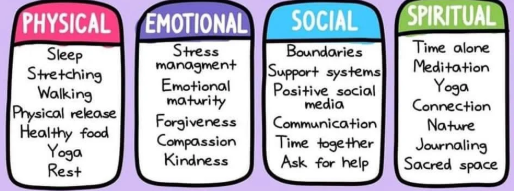 PHYSICAL
Sleep
Stretching
Walking
Physical release
Healthy food
Yoga
Rest
EMOTIONAL
Stress
managment
Emotional
maturity
Forgiveness
Compassion
Kindness
SOCIAL
Boundaries
Support systems
Positive social
media
Communication
Time together
Ask for help
SPIRITUAL
Time alone
Meditation
Yoga
Connection
Nature
Journaling
Sacred space